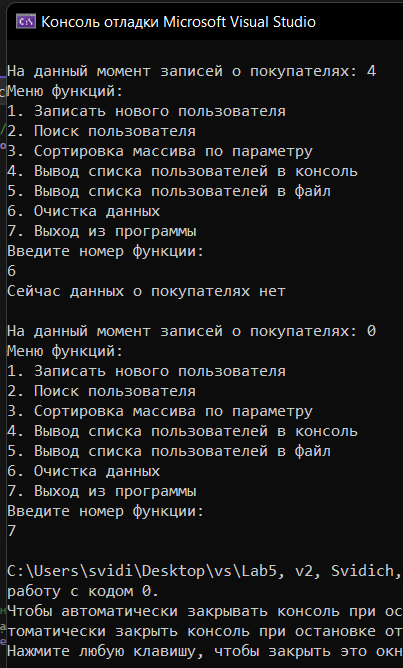 Консоль отладки Microsoft Visual Studio
На данный момент записей о покупателях: 4
Меню функций:
1. Записать нового пользователя
2. Поиск пользователя
3. Сортировка массива по параметру
4. Вывод списка пользователей в консоль
5. Вывод списка пользователей в файл
6. Очистка данных
7. Выход из программы
Введите номер функции:
6
Сейчас данных о покупателях нет
На данный момент записей о покупателях: 0
Меню функций:
1. Записать нового пользователя
2. Поиск пользователя
3. Сортировка массива по параметру
4. Вывод списка пользователей в консоль
5. Вывод списка пользователей в файл
6. Очистка данных
7. Выход из программы
Введите номер функции:
7
C:\Users\svidi\Desktop\vs\Lab5, v2, Svidich,
работу с кодом 0.
Чтобы автоматически закрывать консоль при ос
томатически закрыть консоль при остановке от
Нажмите любую клавишу, чтобы закрыть это окн